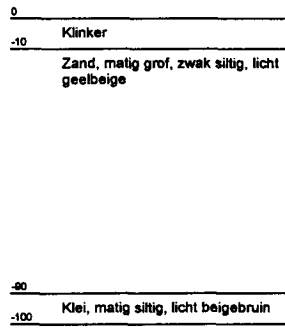 0
Klinker
-10
Zand, matig grof, zwak siltig, licht
geelbeige
-90
Klei, matig siltig, licht beigebruin
-100